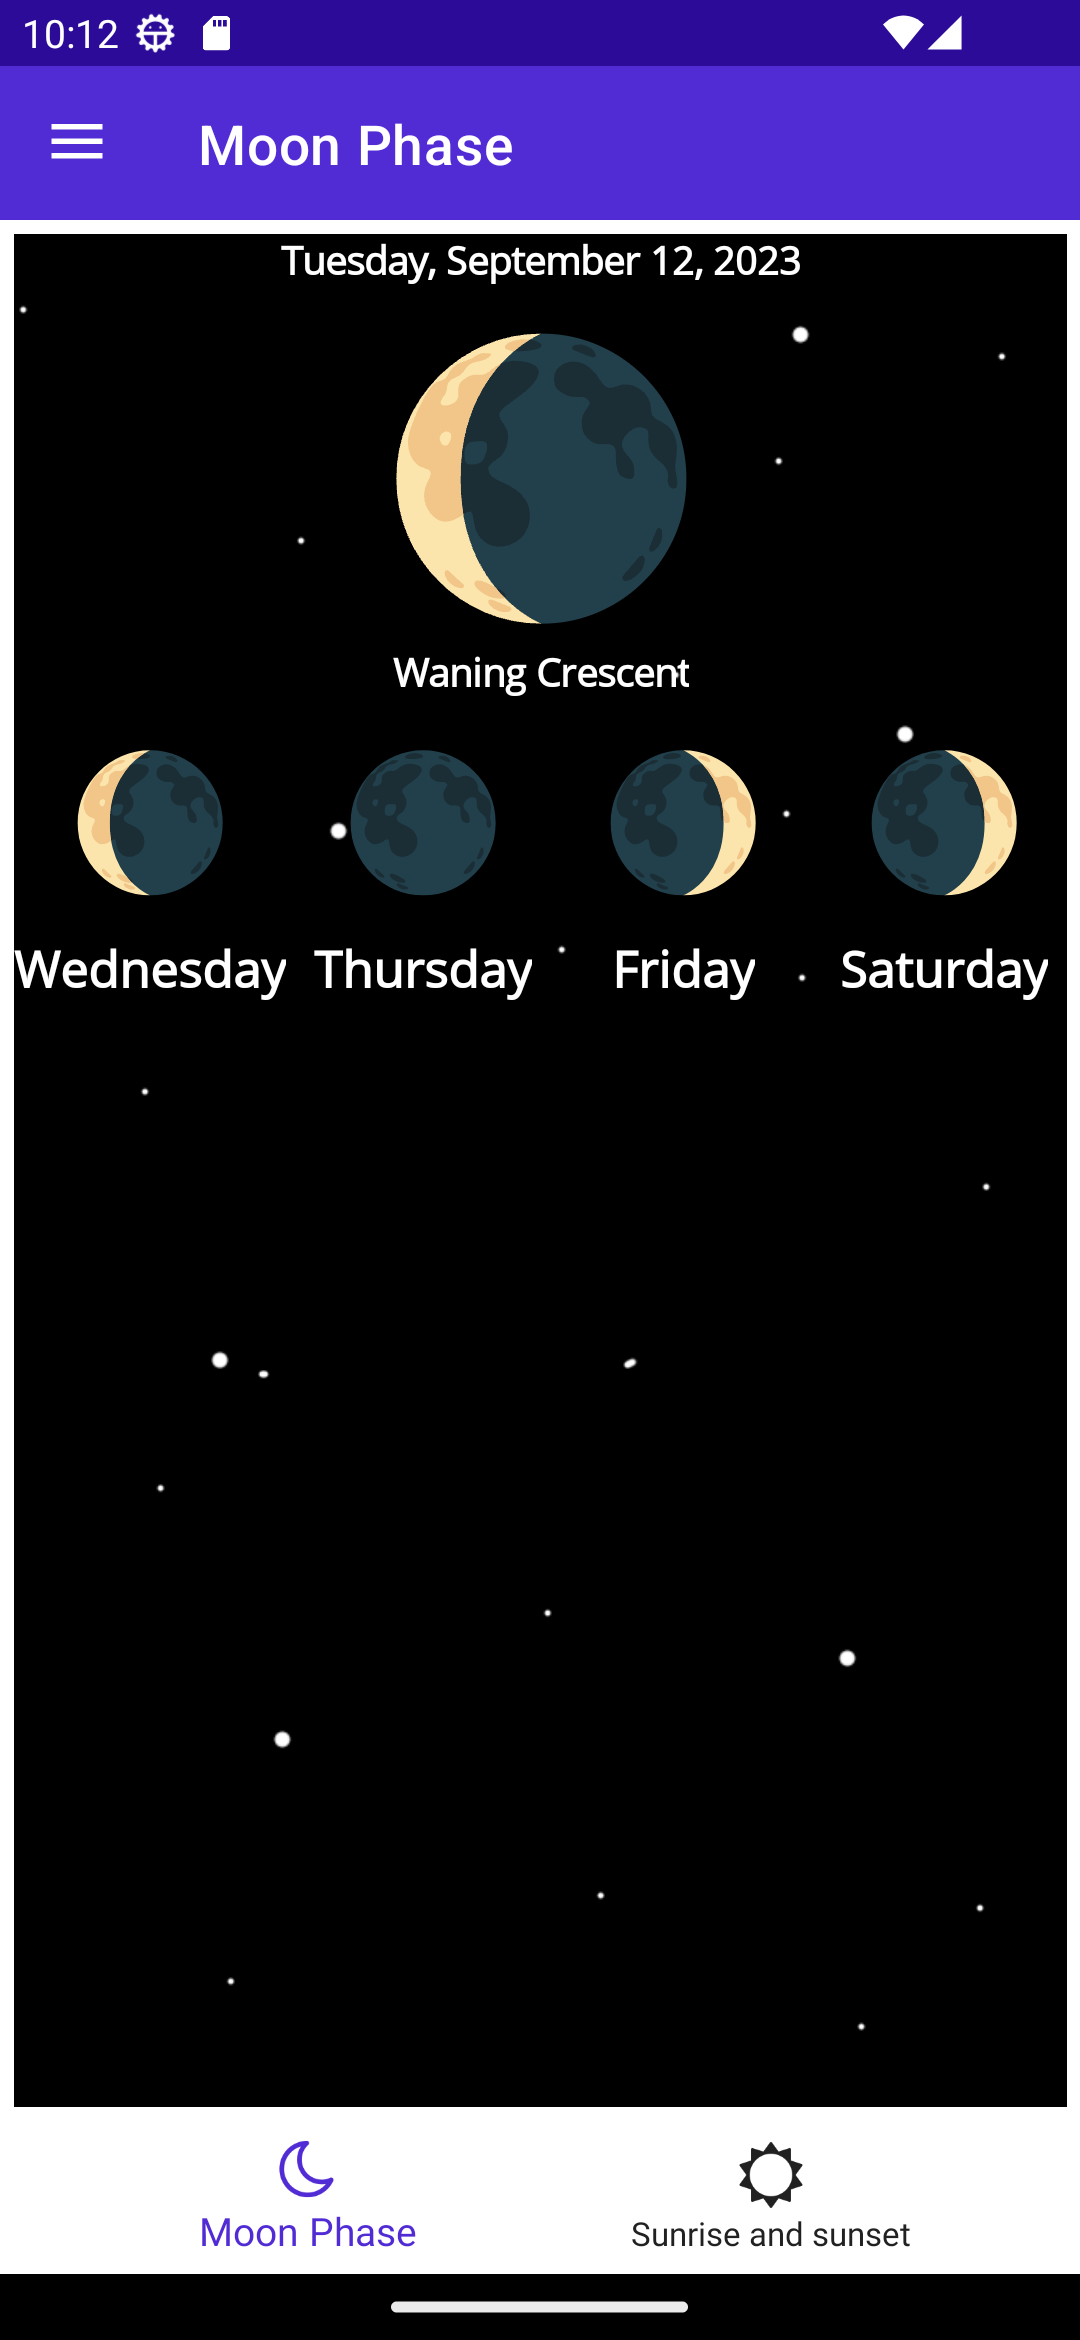 10:12
Moon Phase
Tuesday, September 12, 2023
Waning Crescent
Wednesday Thursday Friday Saturday
Moon Phase Sunrise and sunset